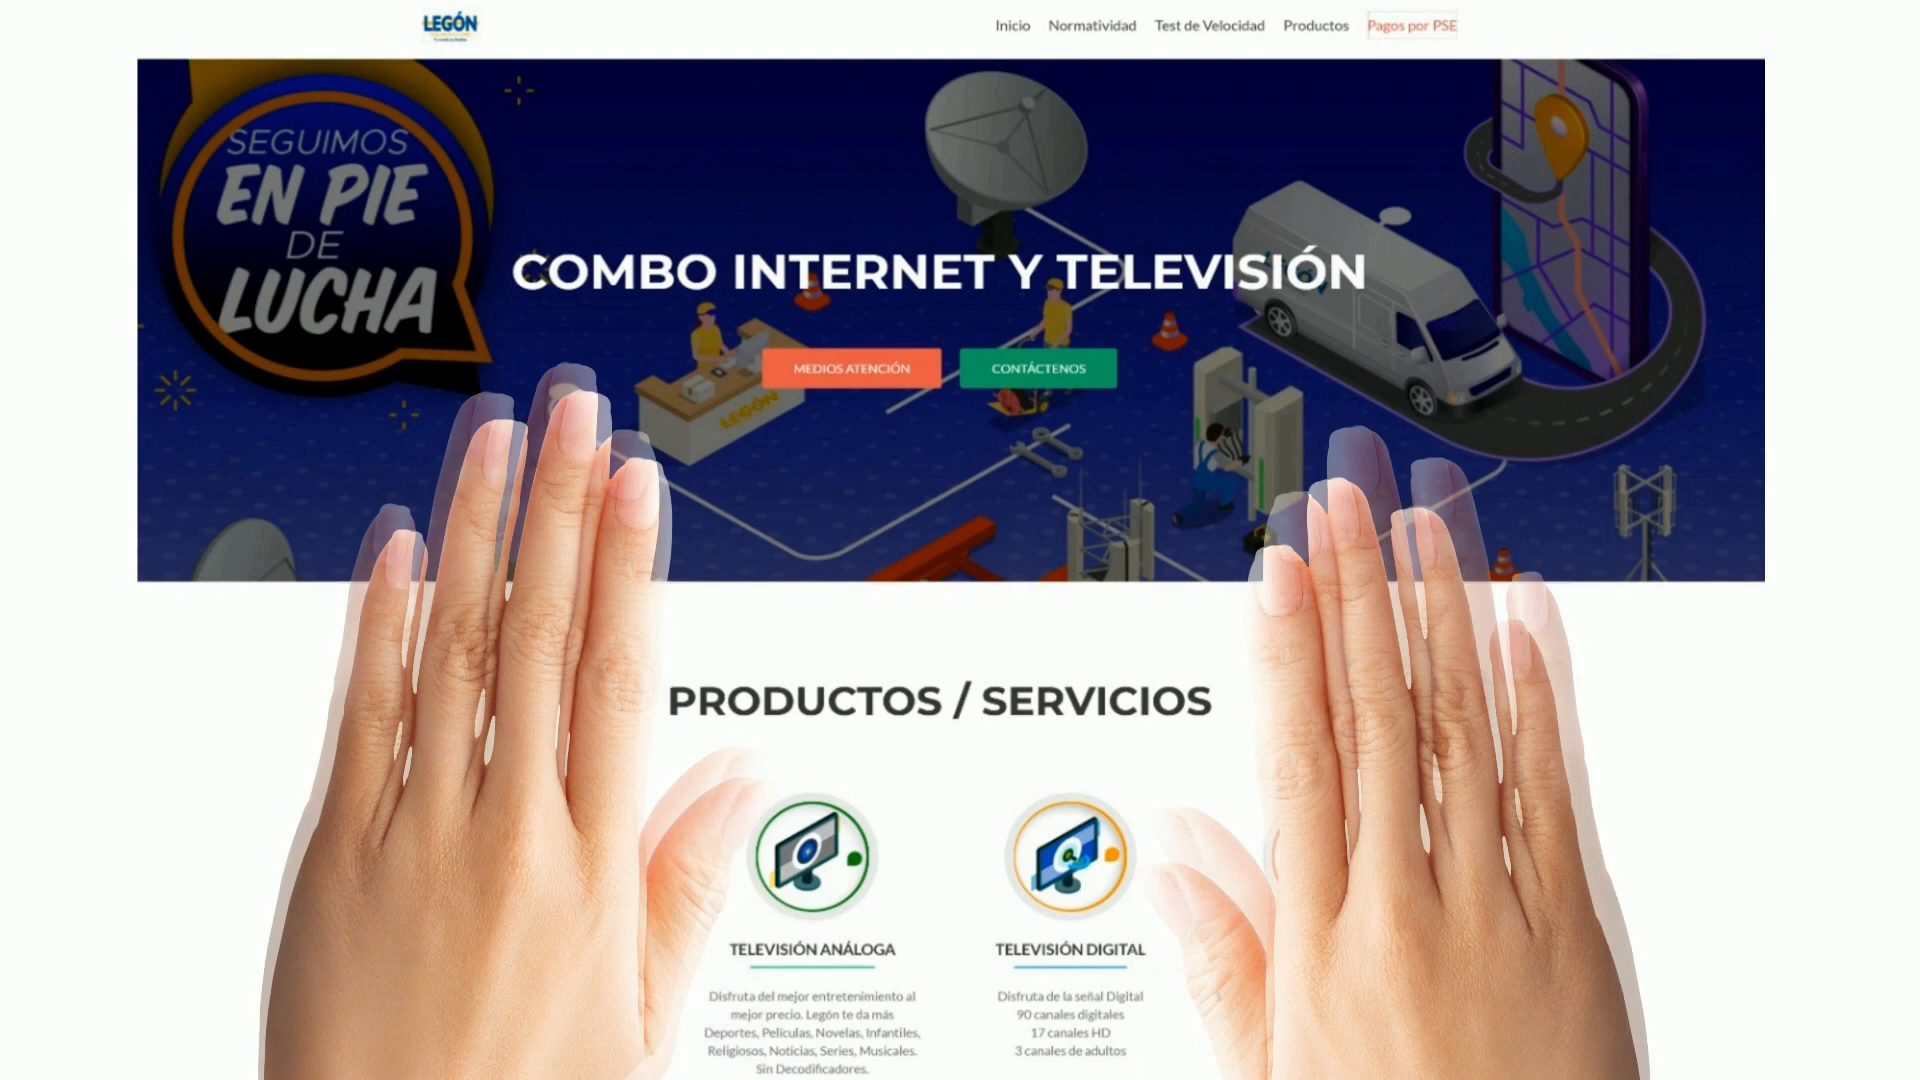 LEGÓN
Inicio Normatividad Test de Velocidad Productos Pagos por PSE
SEGUIMOS
EN PIE
DE
LUCHA
COMBO INTERNET Y TELEVISIÓN
MEDIOS ATENCIÓN CONTÁCTENOS
LEGÓN
PRODUCTOS / SERVICIOS
TELEVISIÓN ANÁLOGA
Disfruta del mejor entretenimiento al
mejor precio. Legón te da más
Deportes, Películas, Novelas, Infantiles,
Religiosos, Noticias, Series, Musicales.
Sin Decodificadores.
TELEVISIÓN DIGITAL
Disfruta de la señal Digital
90 canales digitales
17 canales HD
3 canales de adultos